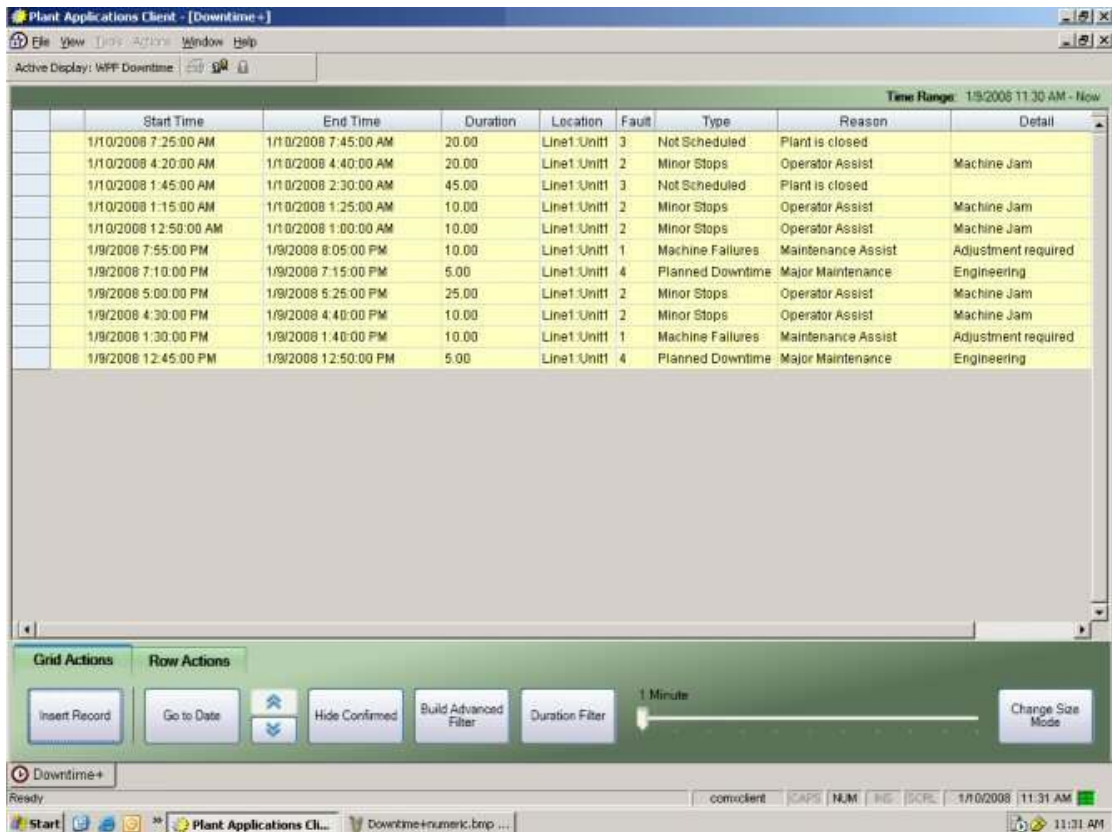 Plant Applications Client - [Downtime+]
File View Tools Actions Window Help
Active Display: WPF Downtime
Time Range: 1/9/2008 11:30 AM - Now
Start Time End Time Duration Location Fault Type Reason Detail
1/10/2008 7:25:00 AM 1/10/2008 7:45:00 AM 20.00 Line1:Unit1 3 Not Scheduled Plant is closed
1/10/2008 4:20:00 AM 1/10/2008 4:40:00 AM 20.00 Line1:Unit1 2 Minor Stops Operator Assist Machine Jam
1/10/2008 1:45:00 AM 1/10/2008 2:30:00 AM 45.00 Line1:Unit1 3 Not Scheduled Plant is closed
1/10/2008 1:15:00 AM 1/10/2008 1:25:00 AM 10.00 Line1:Unit1 2 Minor Stops Operator Assist Machine Jam
1/10/2008 12:50:00 AM 1/10/2008 1:00:00 AM 10.00 Line1:Unit1 2 Minor Stops Operator Assist Machine Jam
1/9/2008 7:55:00 PM 1/9/2008 8:05:00 PM 10.00 Line1:Unit1 1 Machine Failures Maintenance Assist Adjustment required
1/9/2008 7:10:00 PM 1/9/2008 7:15:00 PM 5.00 Line1:Unit1 4 Planned Downtime Major Maintenance Engineering
1/9/2008 5:00:00 PM 1/9/2008 5:25:00 PM 25.00 Line1:Unit1 2 Minor Stops Operator Assist Machine Jam
1/9/2008 4:30:00 PM 1/9/2008 4:40:00 PM 10.00 Line1:Unit1 2 Minor Stops Operator Assist Machine Jam
1/9/2008 1:30:00 PM 1/9/2008 1:40:00 PM 10.00 Line1:Unit1 1 Machine Failures Maintenance Assist Adjustment required
1/9/2008 12:45:00 PM 1/9/2008 12:50:00 PM 5.00 Line1:Unit1 4 Planned Downtime Major Maintenance Engineering
Grid Actions Row Actions
1 Minute
Insert Record Go to Date Hide Confirmed Build Advanced Filter Duration Filter Change Size Mode
Downtime+
Ready comxclient CAPS NUM INS SCRL 1/10/2008 11:31 AM
Start » Plant Applications Cli... Downtime+numeric.bmp ... 11:31 AM